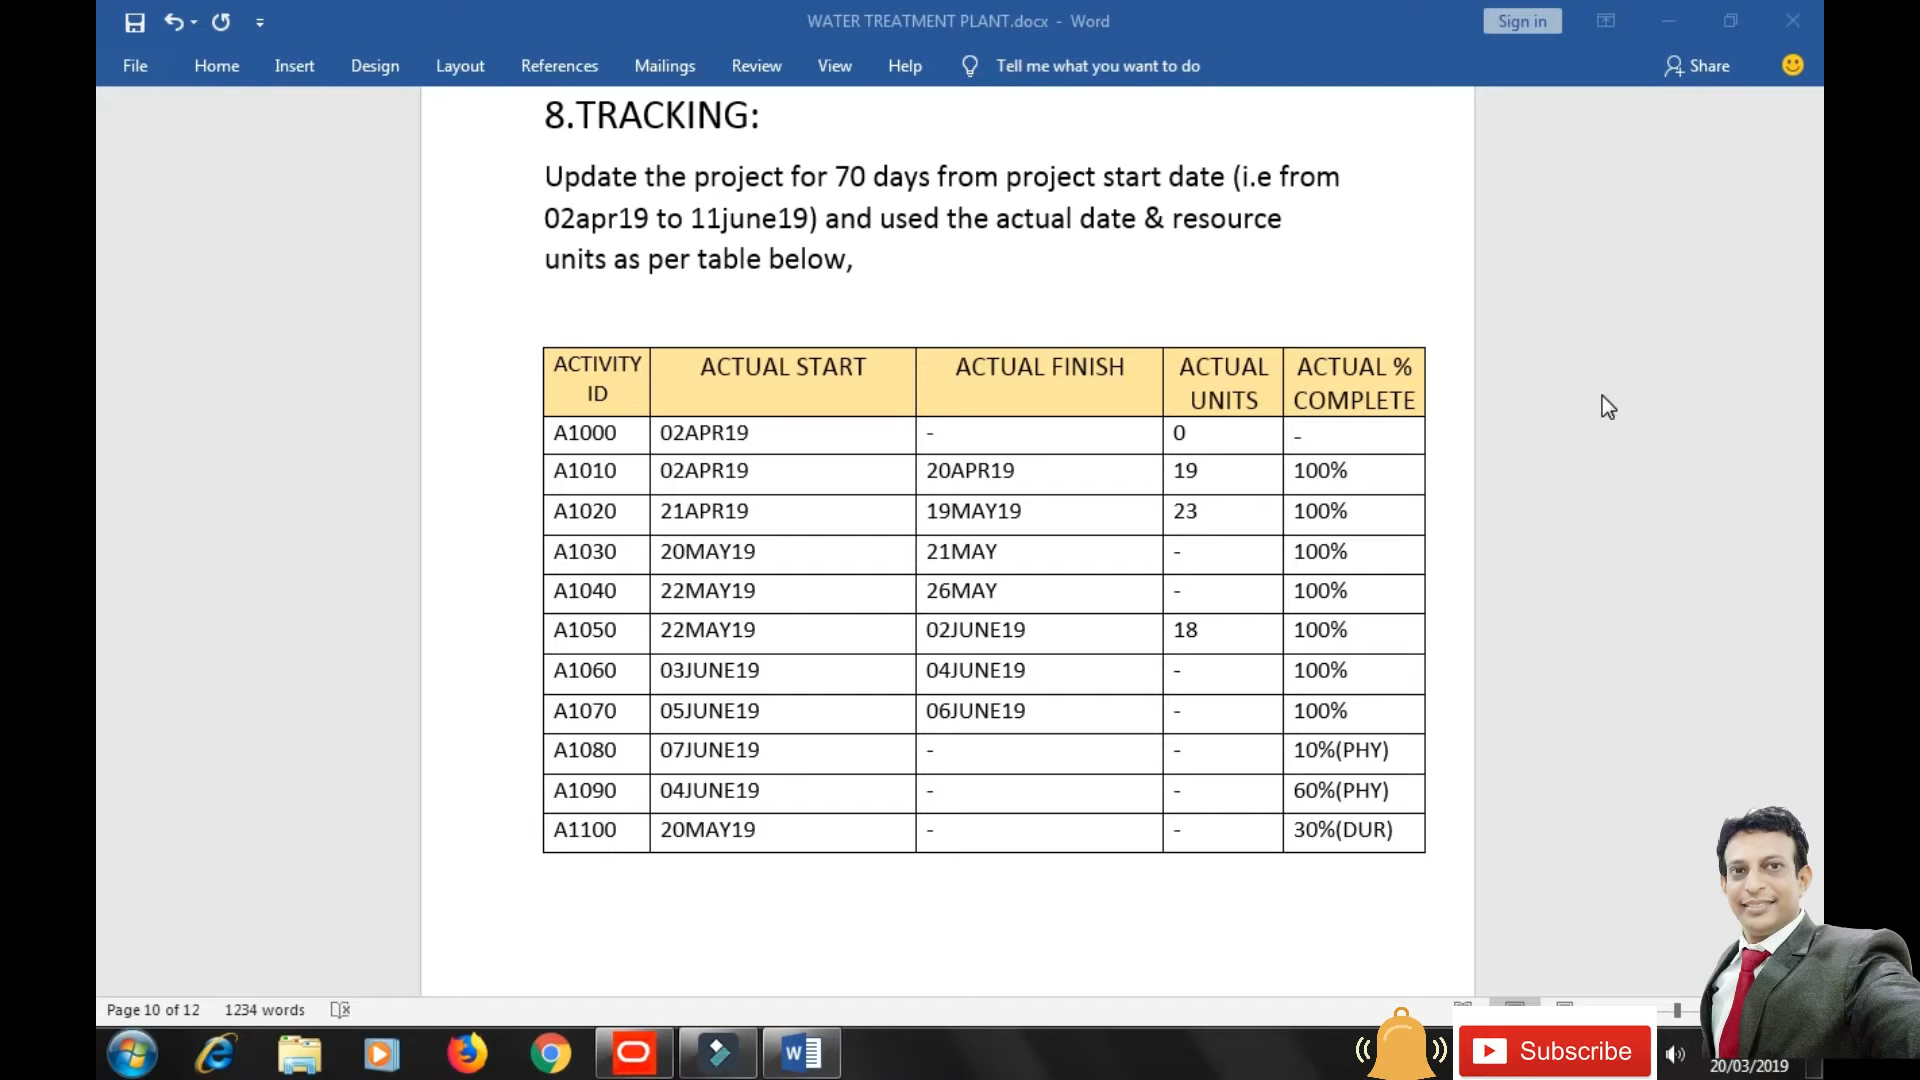 WATER TREATMENT PLANT.docx - Word
Sign in
File Home Insert Design Layout References Mailings Review View Help Tell me what you want to do Share
8.TRACKING:
Update the project for 70 days from project start date (i.e from
02apr19 to 11june19) and used the actual date & resource
units as per table below,
ACTIVITY ID ACTUAL START ACTUAL FINISH ACTUAL UNITS ACTUAL % COMPLETE
A1000 02APR19 - 0 -
A1010 02APR19 20APR19 19 100%
A1020 21APR19 19MAY19 23 100%
A1030 20MAY19 21MAY - 100%
A1040 22MAY19 26MAY - 100%
A1050 22MAY19 02JUNE19 18 100%
A1060 03JUNE19 04JUNE19 - 100%
A1070 05JUNE19 06JUNE19 - 100%
A1080 07JUNE19 - - 10%(PHY)
A1090 04JUNE19 - - 60%(PHY)
A1100 20MAY19 - - 30%(DUR)
Page 10 of 12 1234 words
Subscribe
20/03/2019